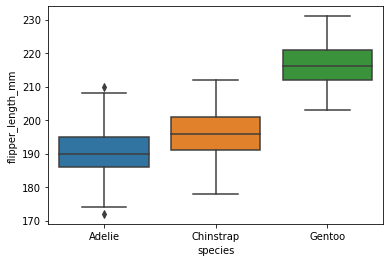 230
220
210
200
190
180
170
flipper_length_mm
Adelie
Chinstrap
Gentoo
species